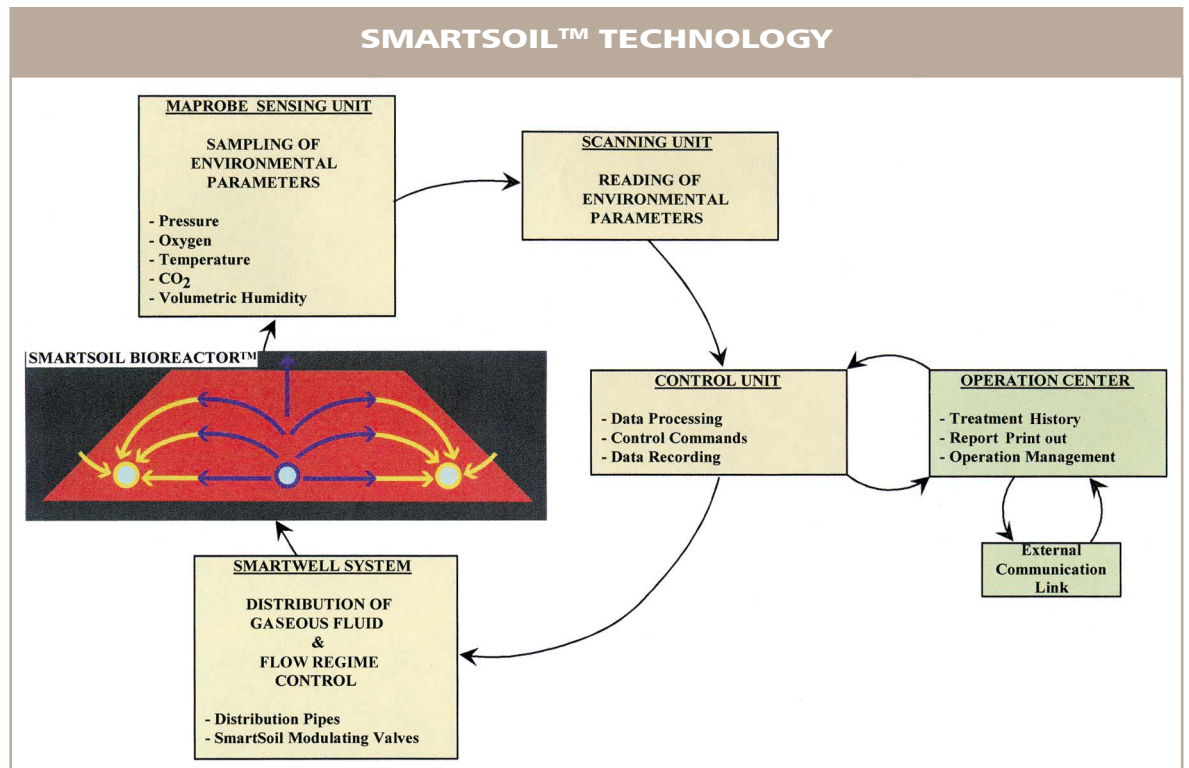 SMARTSOIL™ TECHNOLOGY
MAPROBE SENSING UNIT
SAMPLING OF
ENVIRONMENTAL
PARAMETERS
- Pressure
- Oxygen
- Temperature
- CO₂
- Volumetric Humidity
SCANNING UNIT
READING OF
ENVIRONMENTAL
PARAMETERS
SMARTSOIL BIOREACTOR™
CONTROL UNIT
- Data Processing
- Control Commands
- Data Recording
OPERATION CENTER
- Treatment History
- Report Print out
- Operation Management
External
Communication
Link
SMARTWELL SYSTEM
DISTRIBUTION OF
GASEOUS FLUID
&
FLOW REGIME
CONTROL
- Distribution Pipes
- SmartSoil Modulating Valves